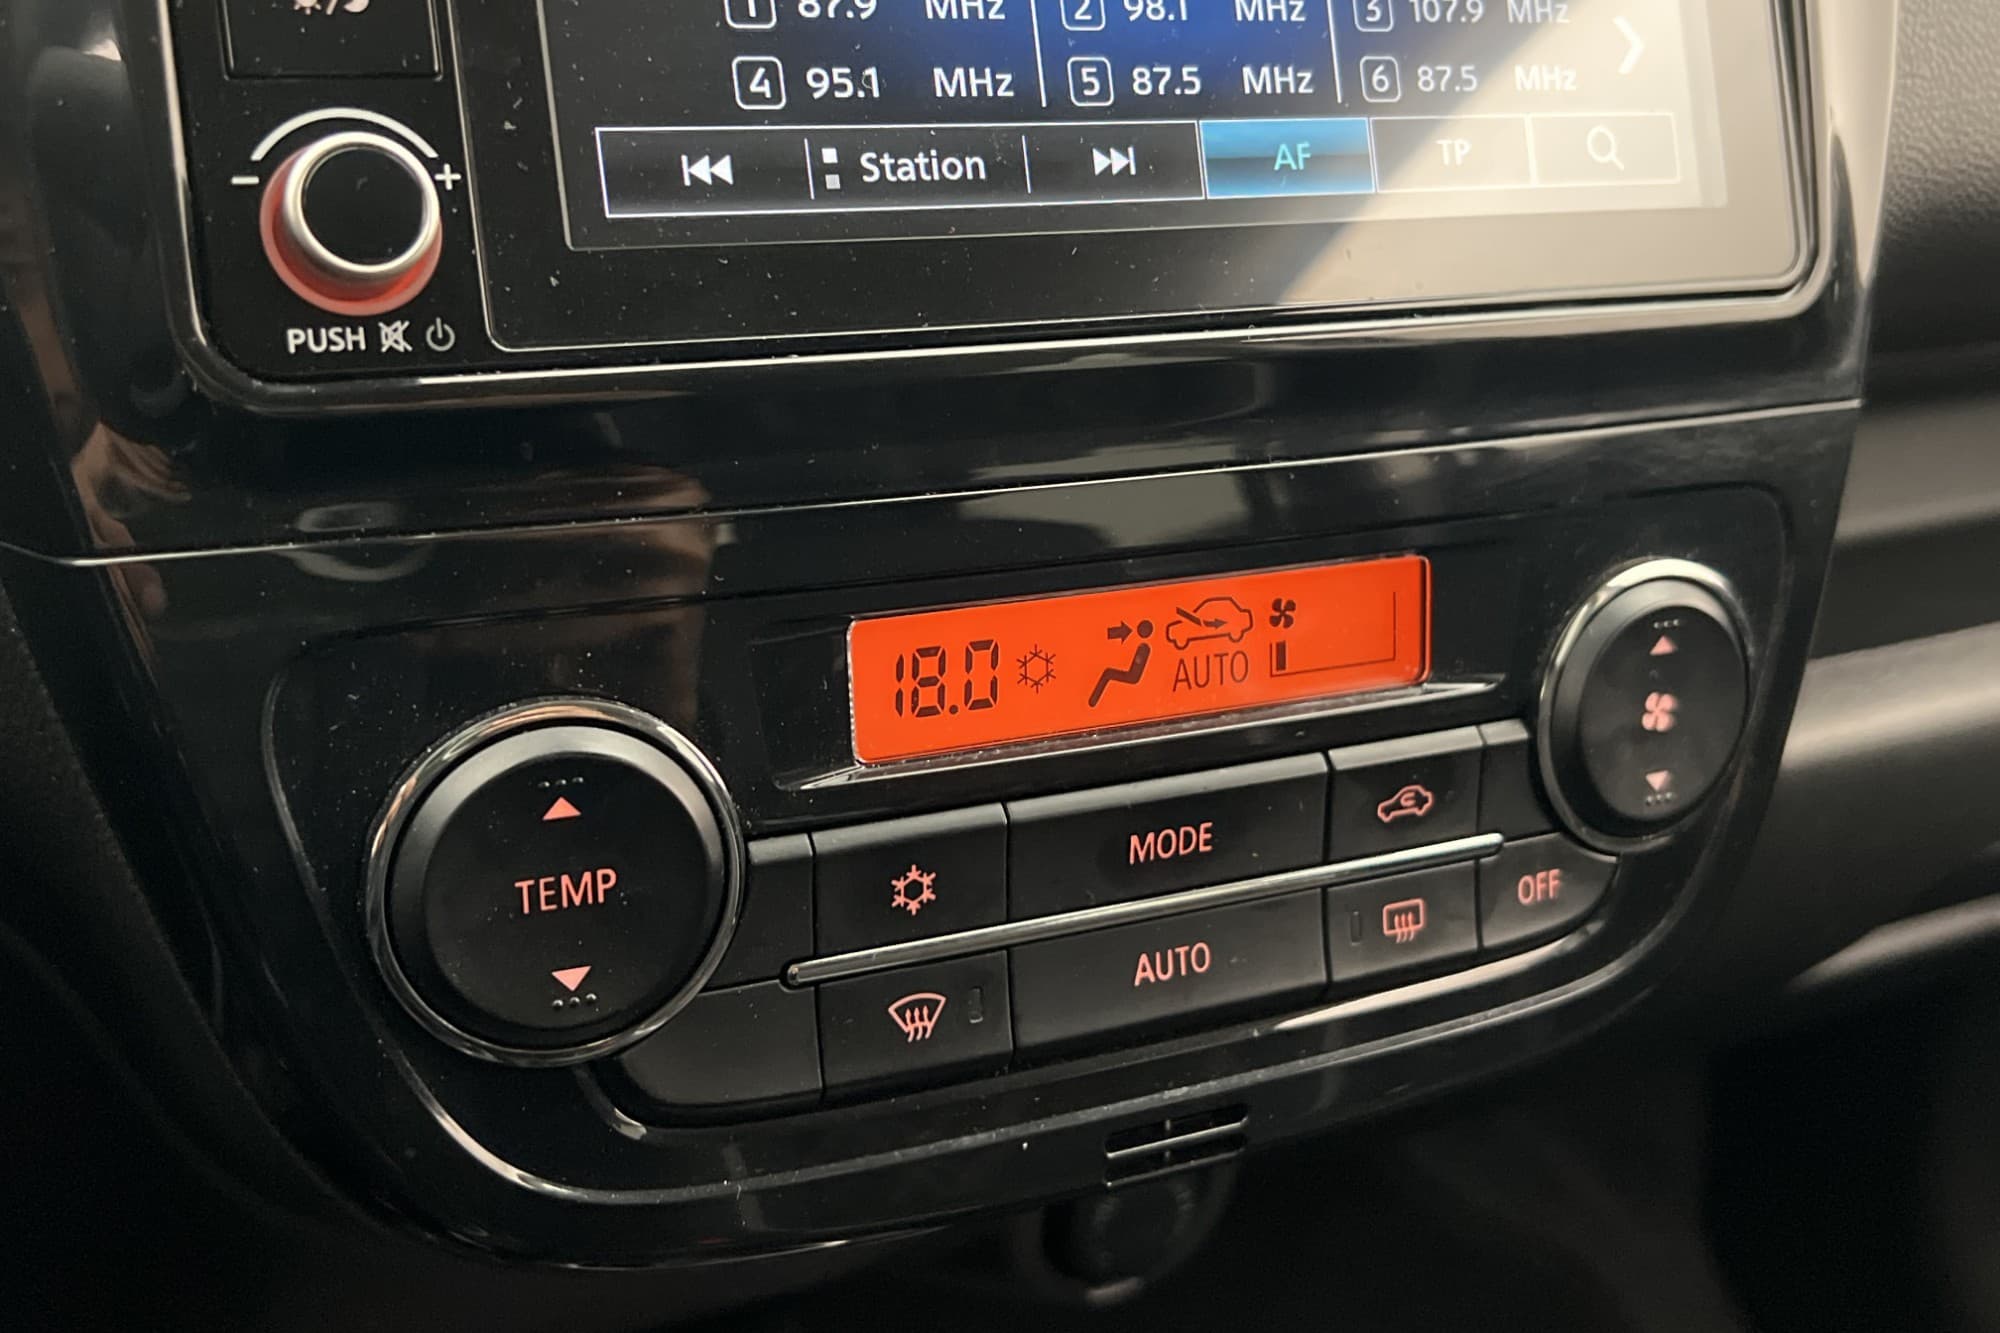 1 87.9 MHz 2 98.1 MHz 3 107.9 MHz
4 95.1 MHz 5 87.5 MHz 6 87.5 MHz
Station AF TP
- +
PUSH
18.0 AUTO
TEMP
MODE
AUTO
OFF